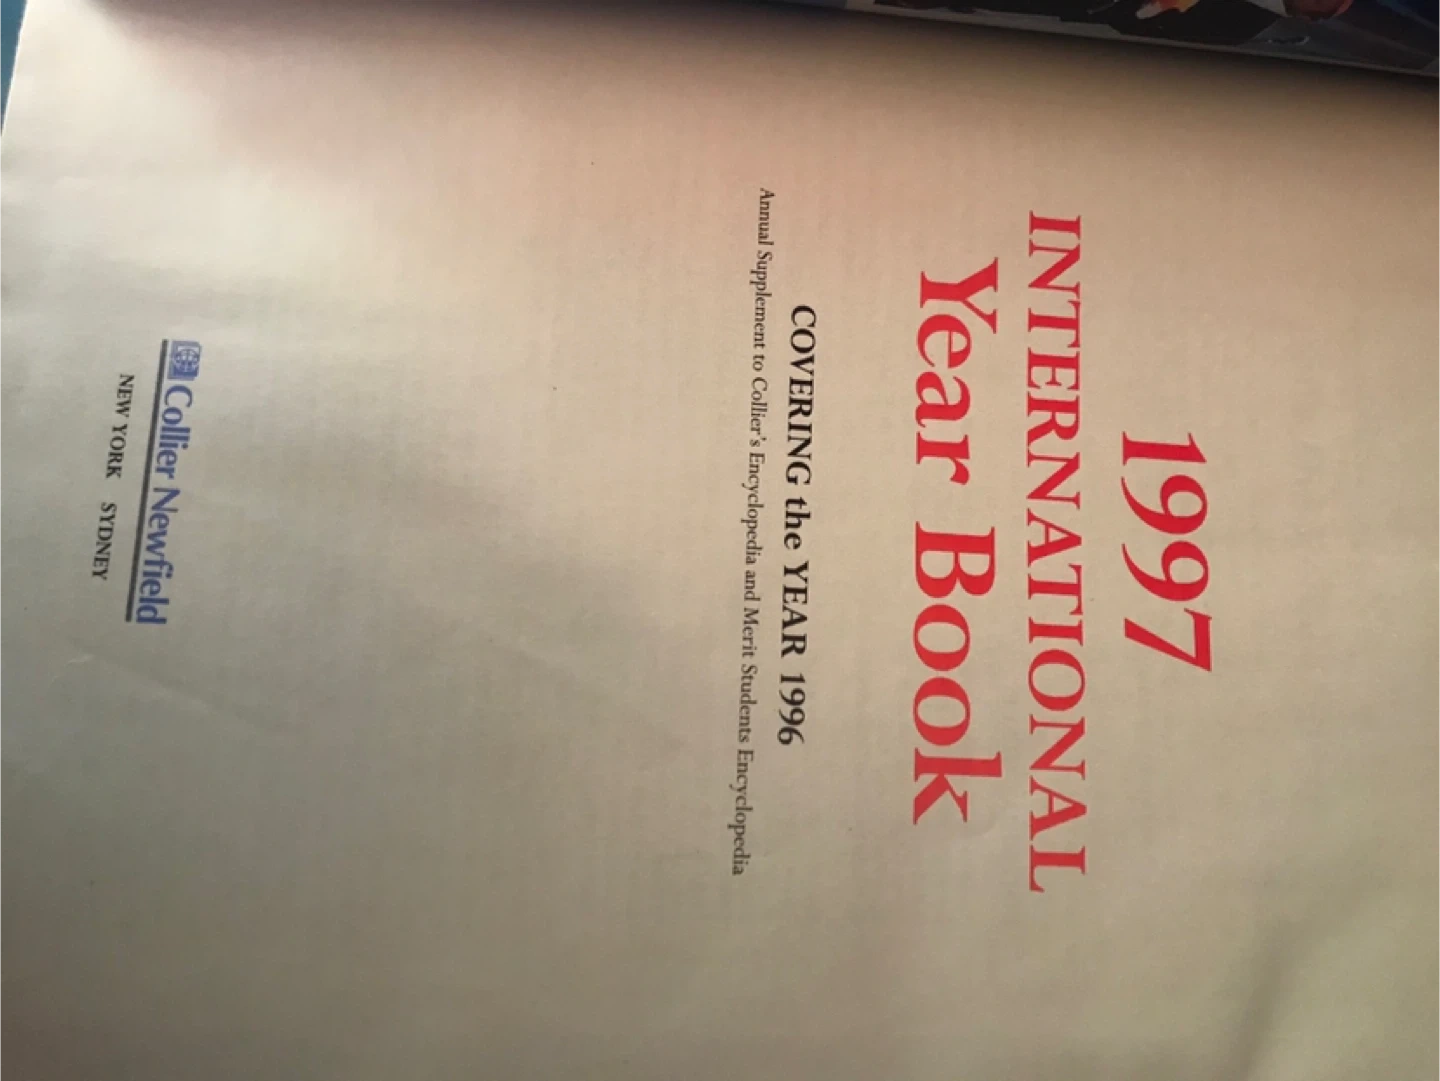 1997
INTERNATIONAL
Year Book
COVERING the YEAR 1996
Annual Supplement to Collier's Encyclopedia and Merit Students Encyclopedia
Collier Newfield
NEW YORK SYDNEY